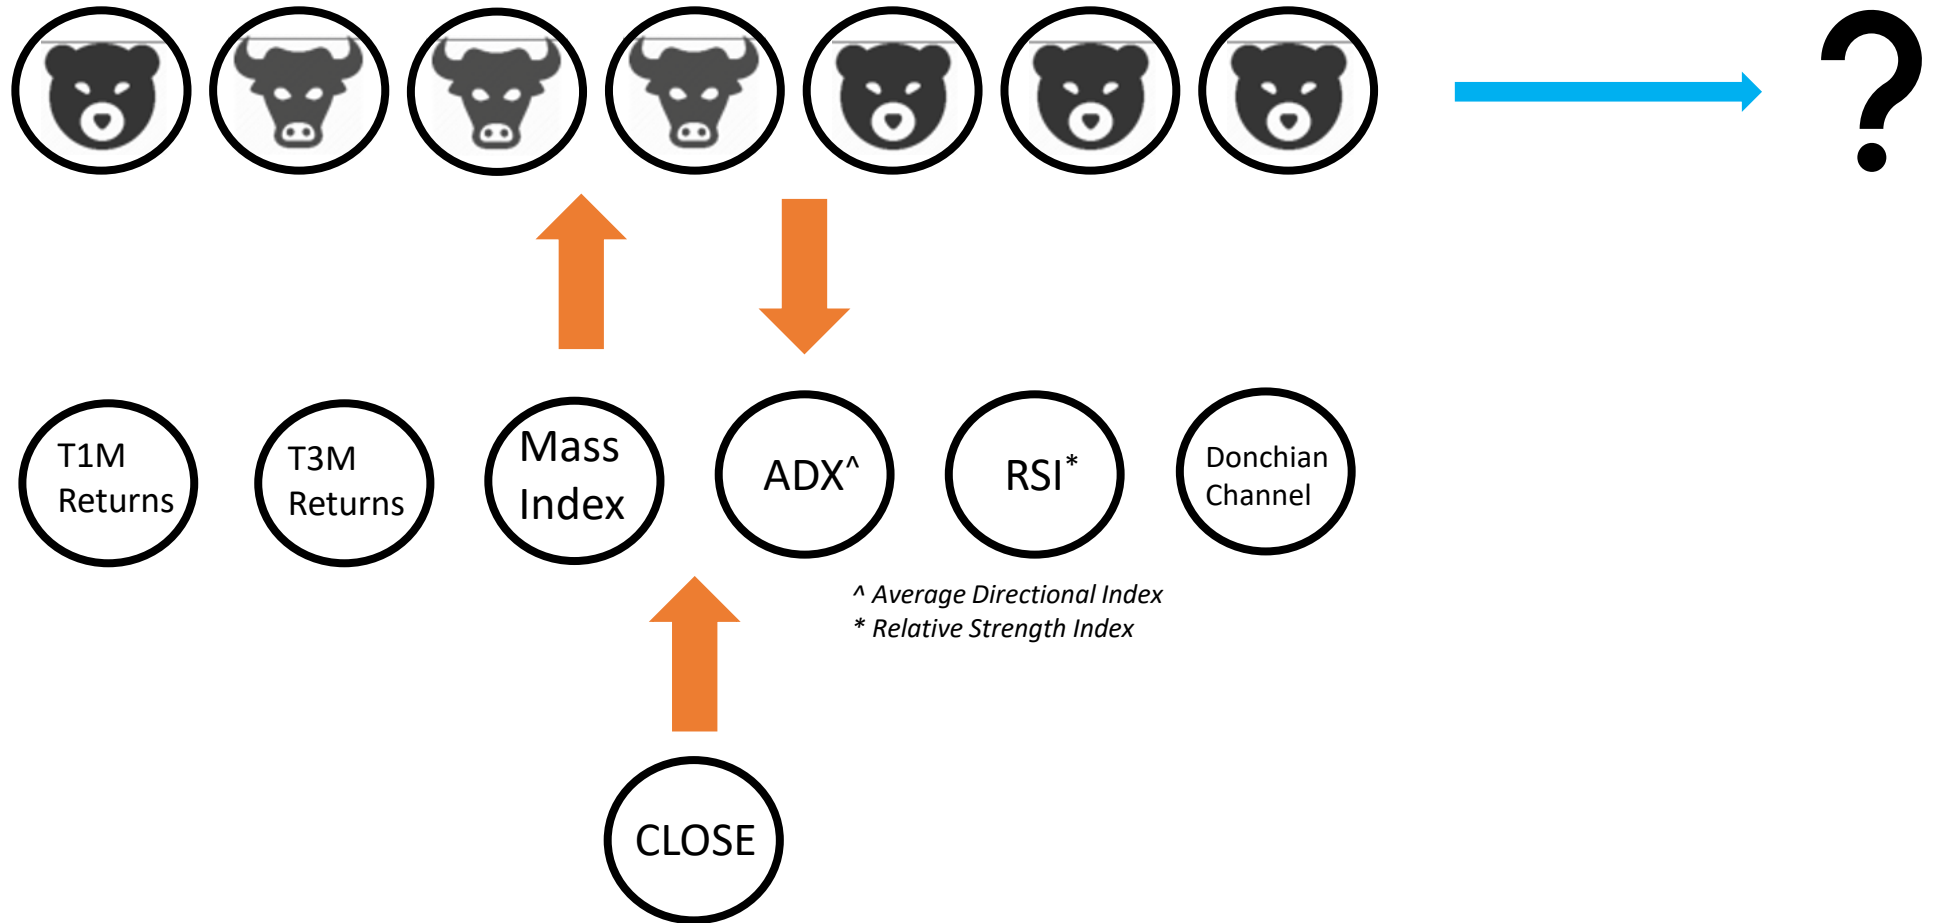 ?
T1M
Returns
T3M
Returns
Mass
Index
ADX^
RSI*
Donchian
Channel
^ Average Directional Index
* Relative Strength Index
CLOSE